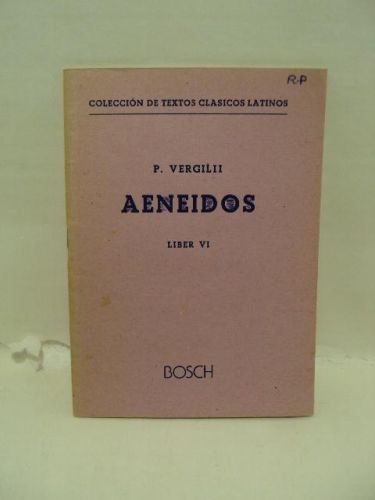 R.P
COLECCIÓN DE TEXTOS CLASICOS LATINOS
P. VERGILII
AENEIDOS
LIBER VI
BOSCH